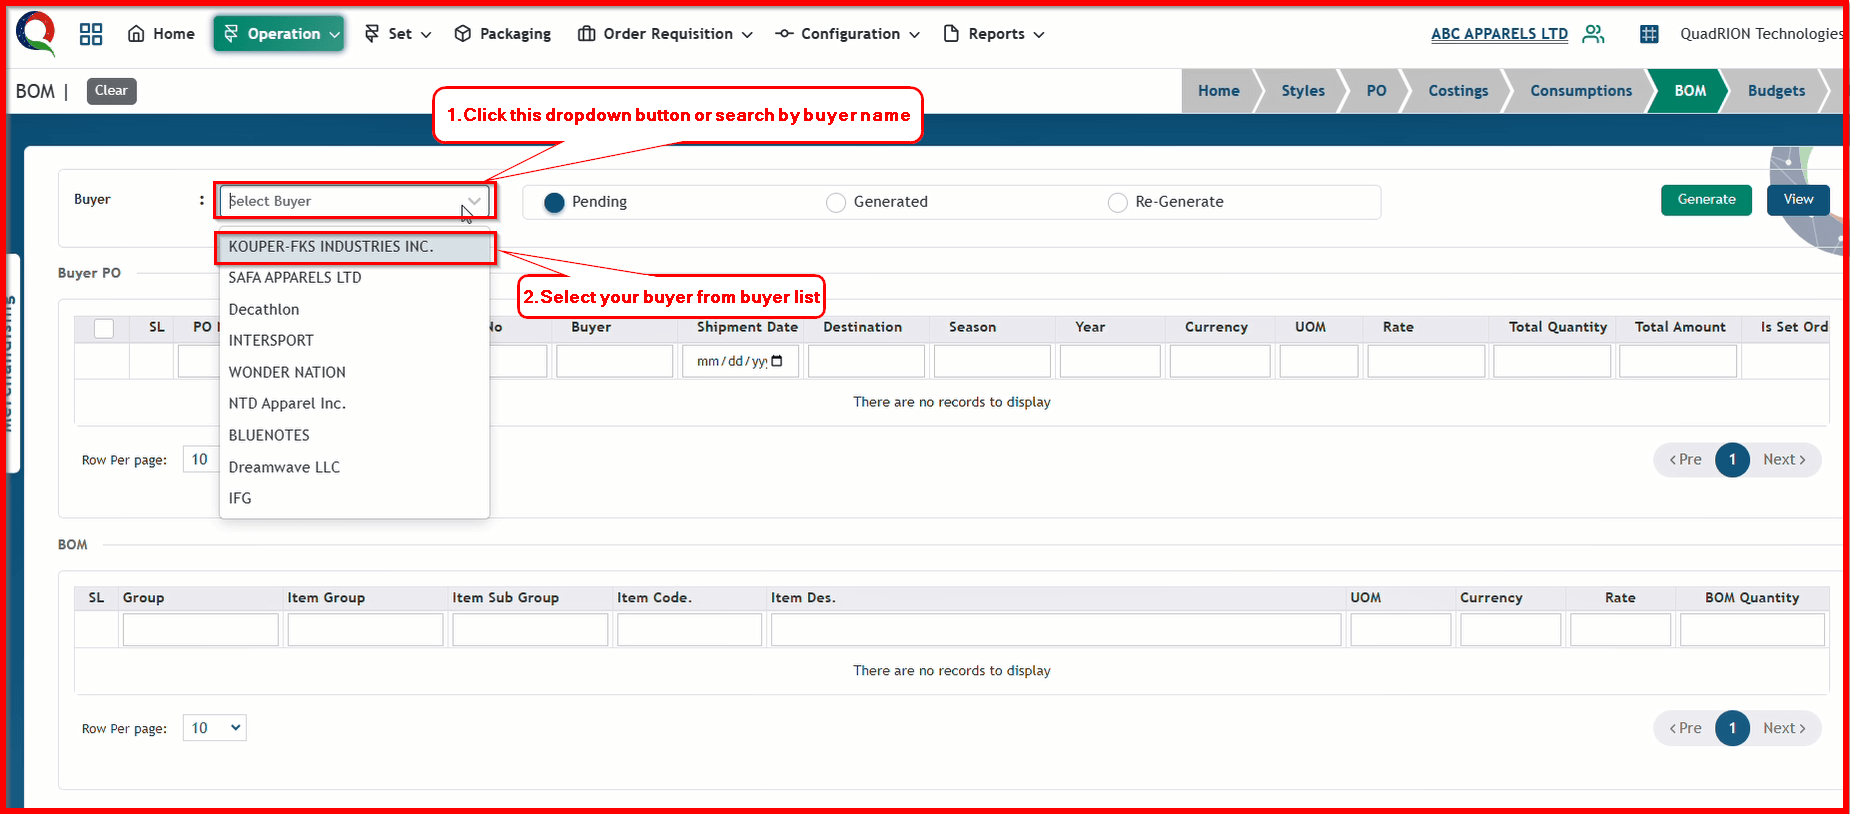 Home Operation Set Packaging Order Requisition Configuration Reports ABC APPARELS LTD QuadRION Technologies
BOM | Clear Home Styles PO Costings Consumptions BOM Budgets
1.Click this dropdown button or search by buyer name
Buyer : Select Buyer Pending Generated Re-Generate Generate View
KOUPER-FKS INDUSTRIES INC.
Buyer PO
SAFA APPARELS LTD
2.Select your buyer from buyer list
Decathlon
SL PO No Buyer Shipment Date Destination Season Year Currency UOM Rate Total Quantity Total Amount Is Set Ord
INTERSPORT
mm/dd/yy
WONDER NATION
NTD Apparel Inc.
There are no records to display
BLUENOTES
Row Per page: 10 Pre 1 Next
Dreamwave LLC
IFG
BOM
SL Group Item Group Item Sub Group Item Code. Item Des. UOM Currency Rate BOM Quantity
There are no records to display
Row Per page: 10 Pre 1 Next